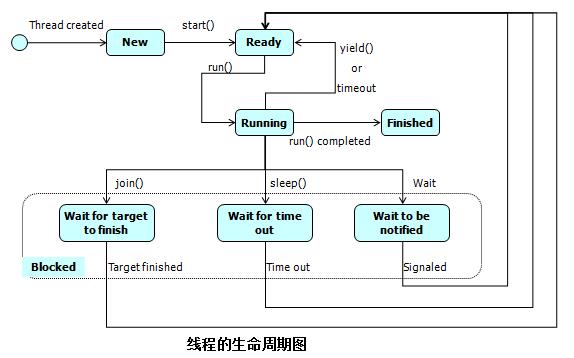 Thread created
start()
New
Ready
yield()
or
timeout
run()
Running
Finished
run() completed
join()
sleep()
Wait
Wait for target
to finish
Wait for time
out
Wait to be
notified
Blocked
Target finished
Time out
Signaled
线程的生命周期图